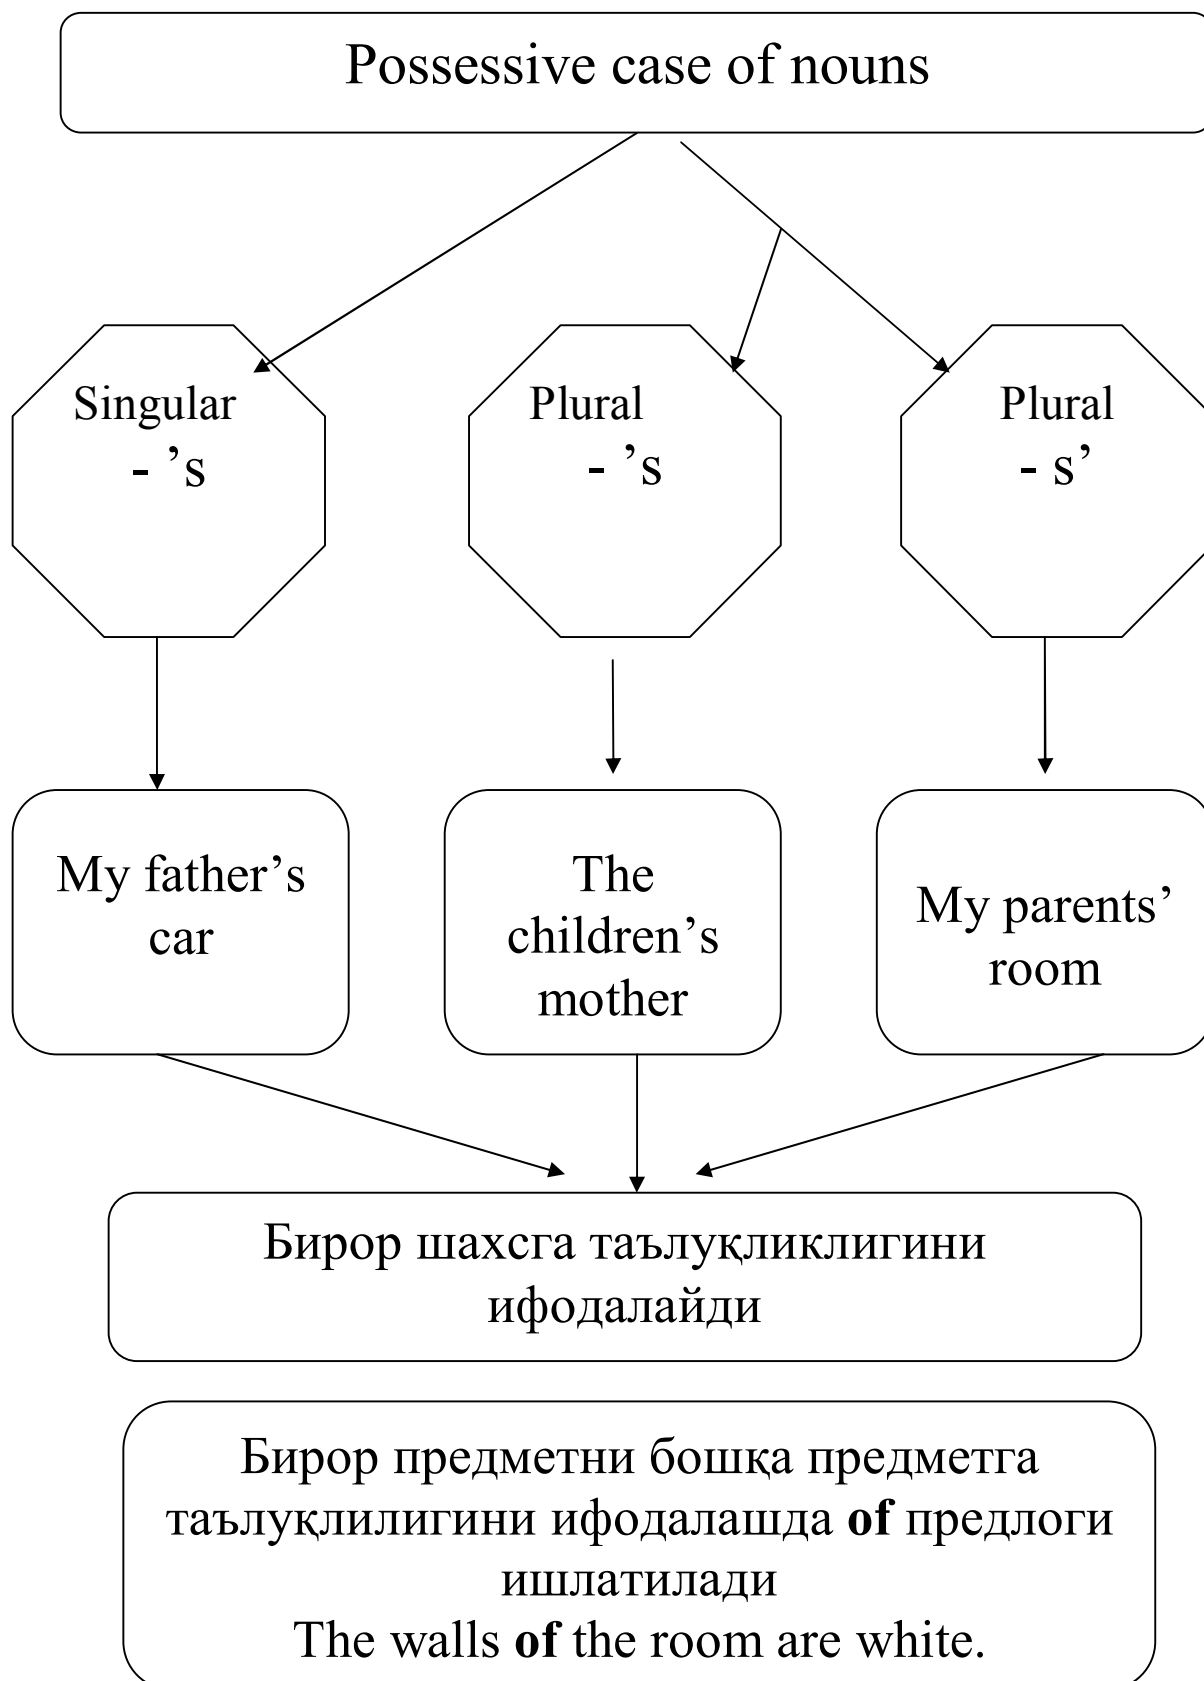 Possessive case of nouns
Singular
- ’s
Plural
- ’s
Plural
- s’
My father’s
car
The
children’s
mother
My parents’
room
Бирор шахсга таълуқликлигини
ифодалайди
Бирор предметни бошқа предметга
таълуқлилигини ифодалашда of предлоги
ишлатилади
The walls of the room are white.